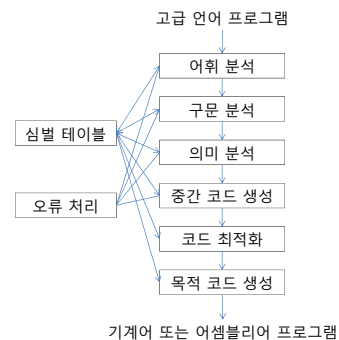 고급 언어 프로그램
어휘 분석
구문 분석
심벌 테이블
의미 분석
중간 코드 생성
오류 처리
코드 최적화
목적 코드 생성
기계어 또는 어셈블리어 프로그램